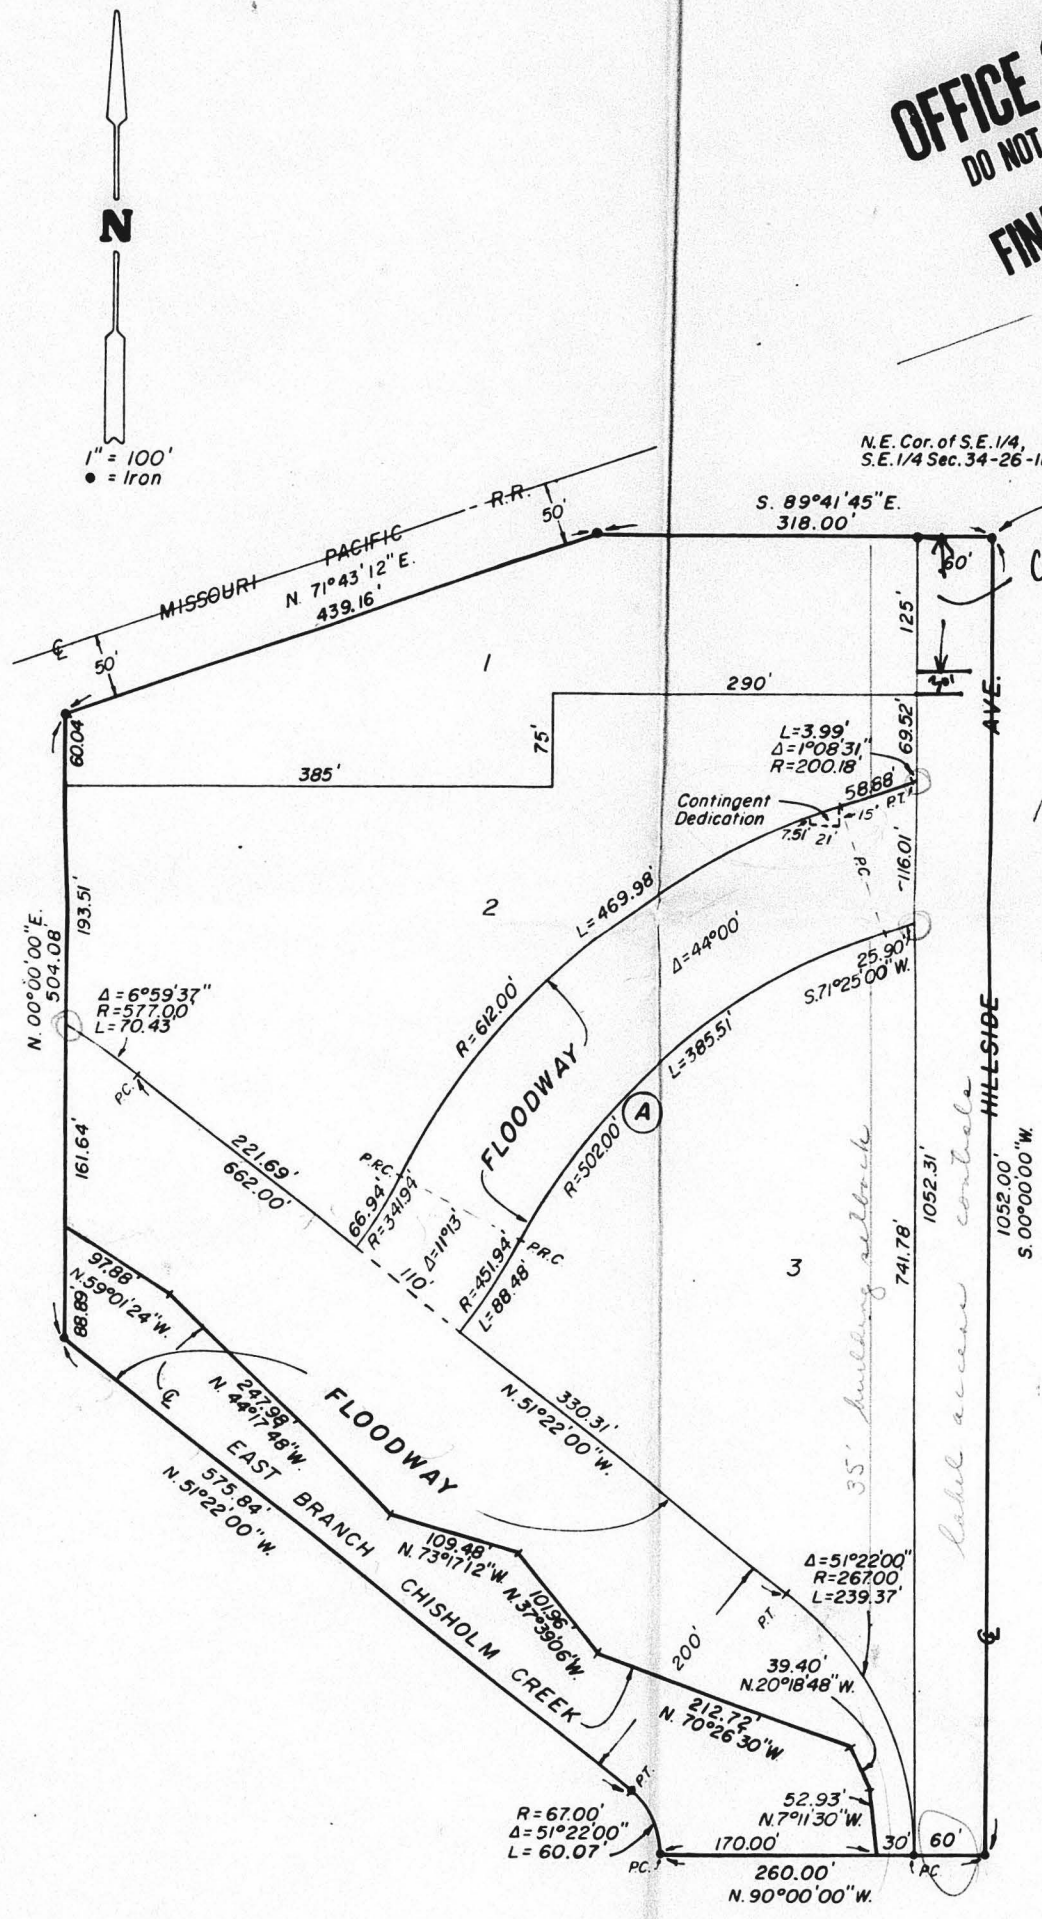 OFFICE
DO NOT
FIN
N
1" = 100'
● = Iron
N.E. Cor. of S.E.1/4,
S.E.1/4 Sec. 34-26-1
S. 89°41'45"E.
318.00'
MISSOURI PACIFIC R.R.
N. 71°43'12"E.
439.16'
50'
50'
℄
60'
C
125'
20'
1
290'
75'
385'
60.04'
69.52'
AVE.
L=3.99'
Δ=1°08'31"
R=200.18'
58.88'
P.T.
Contingent
Dedication
15'
7.51'
21'
P.C.
116.01'
193.51'
N. 00°00'00"E.
504.08'
2
L=469.98'
Δ=44°00'
25.90'
S.71°25'00"W.
Δ=6°59'37"
R=577.00'
L=70.43'
P.C.
R=612.00'
FLOODWAY
L=385.51'
A
R=502.00'
HILLSIDE
161.64'
221.69'
662.00'
P.R.C.
66.94'
R=341.94'
Δ=11°13'
110'
P.R.C
R=451.94'
L=88.48'
3
741.78'
1052.31'
1052.00'
S.00°00'00"W.
35' building setback
label access controls
97.88'
N.59°01'24"W.
88.89'
℄
247.98'
N. 44°17'48"W.
FLOODWAY
330.31'
N.51°22'00"W.
575.84'
N.51°22'00"W.
EAST BRANCH CHISHOLM CREEK
109.48'
N. 73°17'12"W.
101.96'
N.37°39'06"W.
200'
P.T.
Δ=51°22'00"
R=267.00'
L=239.37'
℄
39.40'
N.20°18'48"W.
212.72'
N. 70°26'30"W
P.T.
52.93'
N.7°11'30"W.
R=67.00'
Δ=51°22'00"
L=60.07'
P.C.
170.00'
30'
60'
P.C.
260.00'
N.90°00'00"W.